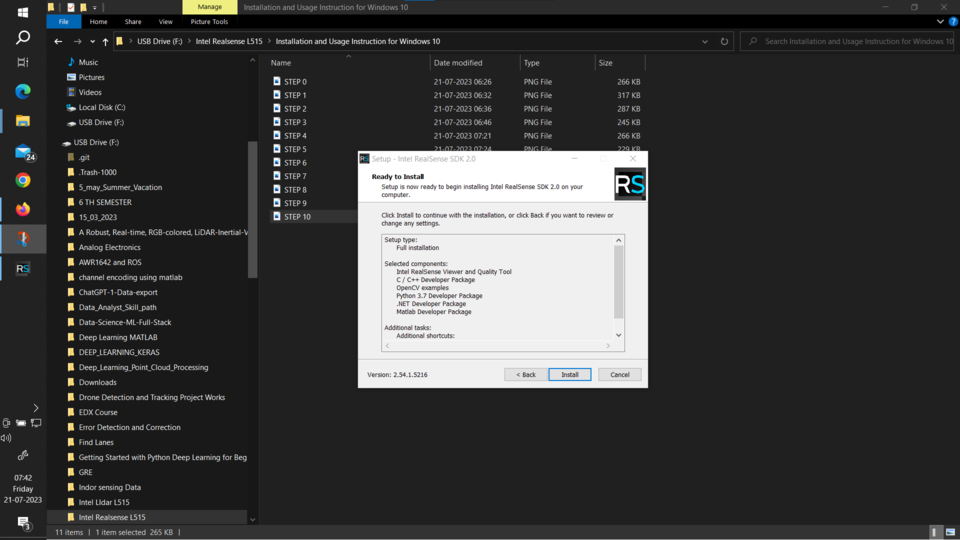 Manage
Installation and Usage Instruction for Windows 10
File
Home
Share
View
Picture Tools
USB Drive (F:)
Intel Realsense L515
Installation and Usage Instruction for Windows 10
Search Installation and Usage Instruction for Windows 10
Music
Pictures
Videos
Local Disk (C:)
USB Drive (F:)
USB Drive (F:)
.git
.Trash-1000
5_may_Summer_Vacation
6 TH SEMESTER
15_03_2023
A Robust, Real-time, RGB-colored, LiDAR-Inertial-V
Analog Electronics
AWR1642 and ROS
channel encoding using matlab
ChatGPT-1-Data-export
Data_Analyst_Skill_path
Data-Science-ML-Full-Stack
Deep Learning MATLAB
DEEP_LEARNING_KERAS
Deep_Learning_Point_Cloud_Processing
Downloads
Drone Detection and Tracking Project Works
EDX Course
Error Detection and Correction
Find Lanes
Getting Started with Python Deep Learning for Beg
GRE
Indor sensing Data
Intel LIdar L515
Intel Realsense L515
Name Date modified Type Size
STEP 0 21-07-2023 06:26 PNG File 266 KB
STEP 1 21-07-2023 06:32 PNG File 317 KB
STEP 2 21-07-2023 06:36 PNG File 287 KB
STEP 3 21-07-2023 06:46 PNG File 245 KB
STEP 4 21-07-2023 07:21 PNG File 266 KB
STEP 5 21-07-2023 07:24 PNG File 229 KB
STEP 6
STEP 7
STEP 8
STEP 9
STEP 10
RS Setup - Intel RealSense SDK 2.0
Ready to Install
Setup is now ready to begin installing Intel RealSense SDK 2.0 on your
computer.
RS
Click Install to continue with the installation, or click Back if you want to review or
change any settings.
Setup type:
Full installation
Selected components:
Intel RealSense Viewer and Quality Tool
C / C++ Developer Package
OpenCV examples
Python 3.7 Developer Package
.NET Developer Package
Matlab Developer Package
Additional tasks:
Additional shortcuts:
Version: 2.54.1.5216
< Back
Install
Cancel
24
RS
07:42
Friday
21-07-2023
3
11 items
1 item selected 265 KB